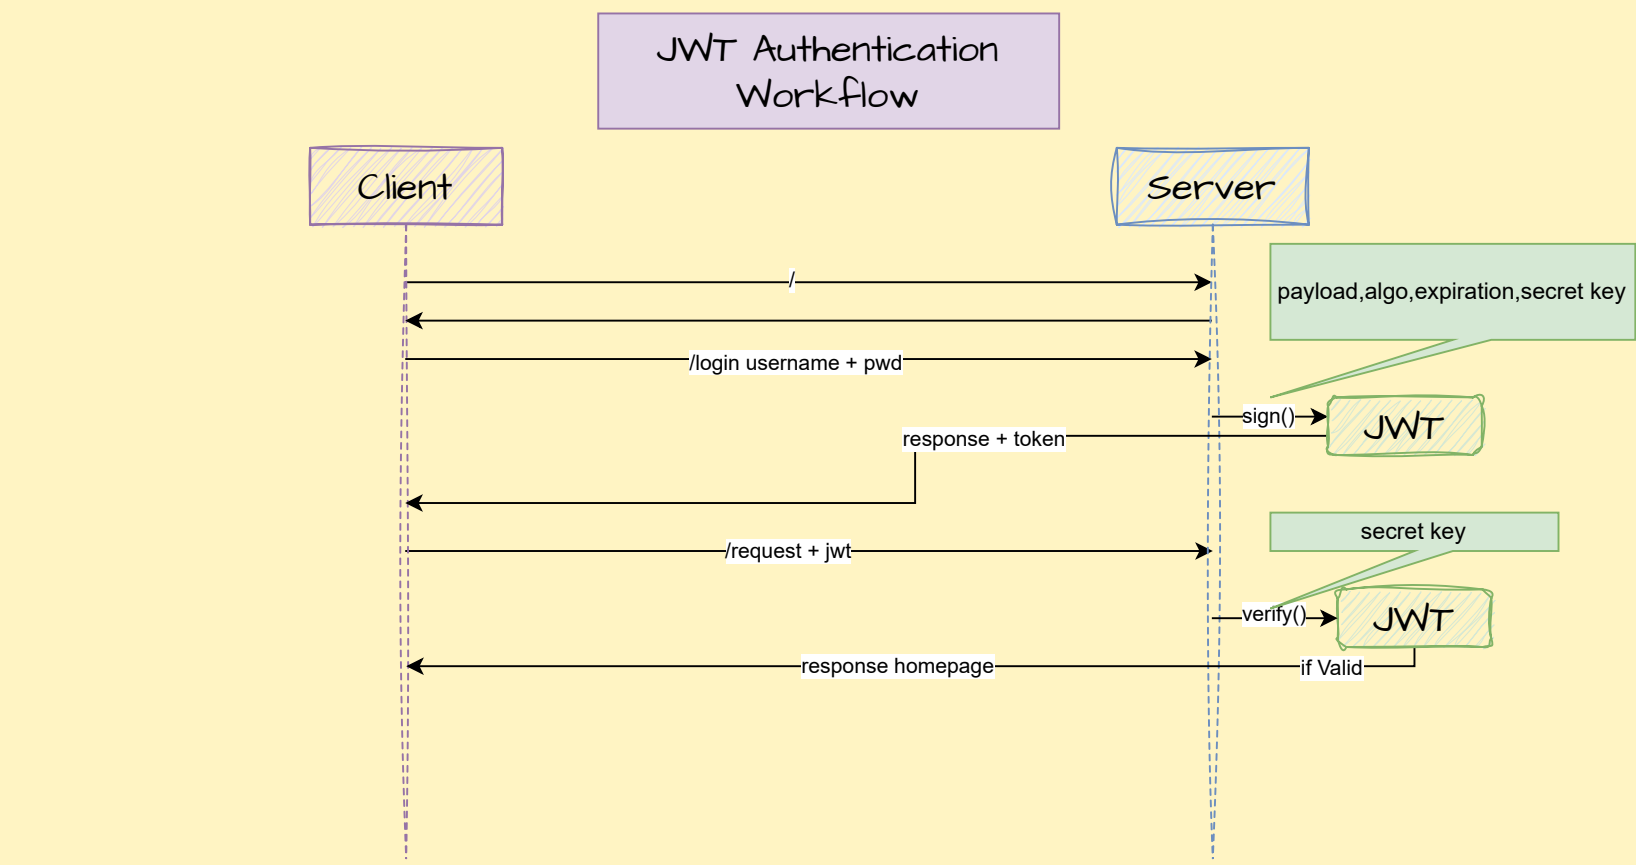 JWT Authentication
Workflow
Client
Server
/
payload,algo,expiration,secret key
/login username + pwd
sign()
JWT
response + token
secret key
/request + jwt
verify()
JWT
response homepage
if Valid